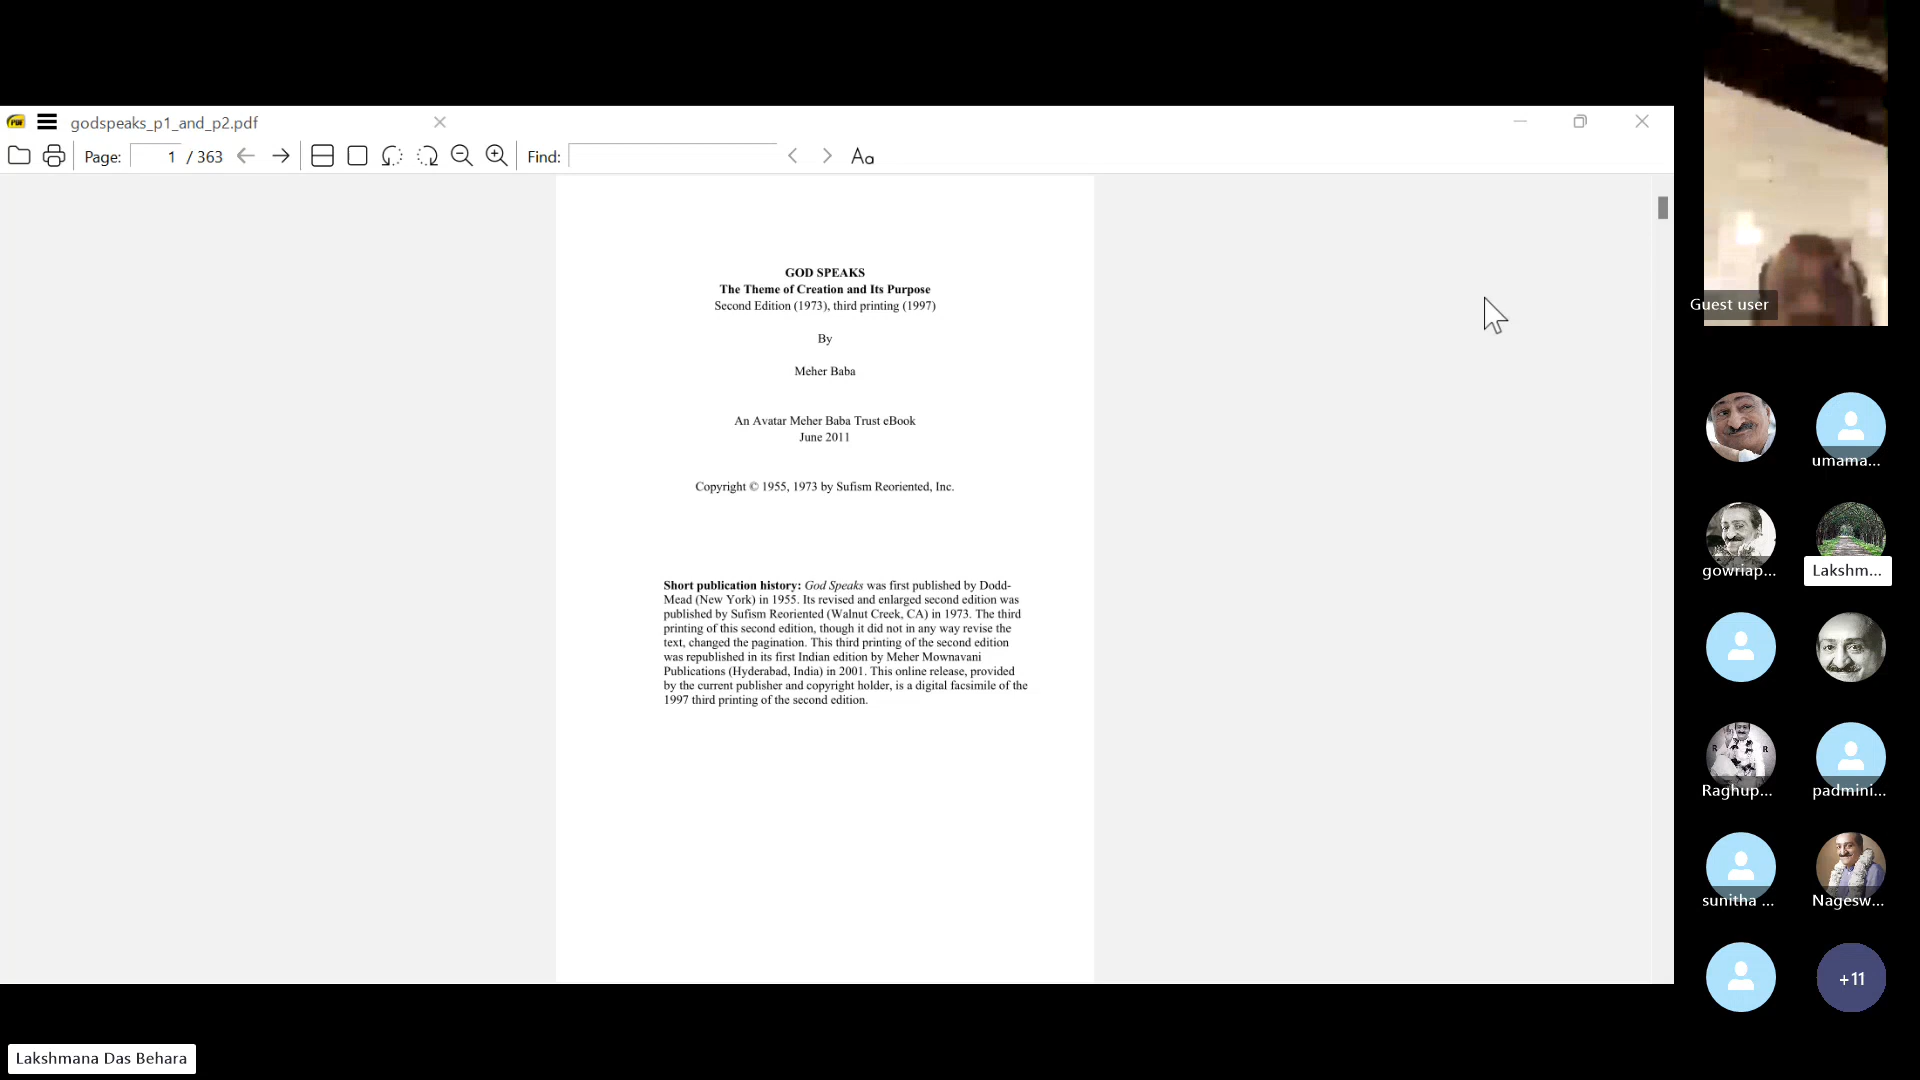 godspeaks_p1_and_p2.pdf
Page: 1 / 363 Find: Aa
GOD SPEAKS
The Theme of Creation and Its Purpose
Second Edition (1973), third printing (1997)
By
Meher Baba
An Avatar Meher Baba Trust eBook
June 2011
Copyright © 1955, 1973 by Sufism Reoriented, Inc.
Short publication history: God Speaks was first published by Dodd-
Mead (New York) in 1955. Its revised and enlarged second edition was
published by Sufism Reoriented (Walnut Creek, CA) in 1973. The third
printing of this second edition, though it did not in any way revise the
text, changed the pagination. This third printing of the second edition
was republished in its first Indian edition by Meher Mownavani
Publications (Hyderabad, India) in 2001. This online release, provided
by the current publisher and copyright holder, is a digital facsimile of the
1997 third printing of the second edition.
Guest user
umama...
gowriap...
Lakshm...
R R
Raghup...
padmini...
sunitha ...
Nagesw...
+11
Lakshmana Das Behara